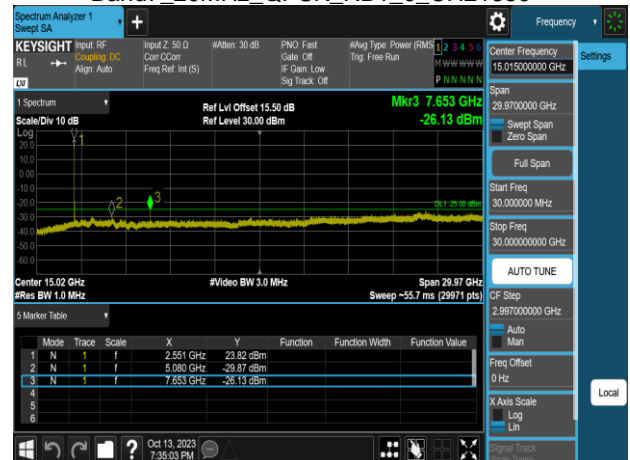 Spectrum Analyzer 1
Swept SA
Frequency
KEYSIGHT
RL
Input: RF
Coupling: DC
Align: Auto
Input Z: 50 Ω
Corr CCorr
Freq Ref: Int (S)
#Atten: 30 dB
PNO: Fast
Gate: Off
IF Gain: Low
Sig Track: Off
#Avg Type: Power (RMS
Trig: Free Run
1 2 3 4 5 6
M W W W W W
P N N N N N
Center Frequency
15.015000000 GHz
Settings
1 Spectrum
Scale/Div 10 dB
Ref Lvl Offset 15.50 dB
Ref Level 30.00 dBm
Mkr3 7.653 GHz
-26.13 dBm
Span
29.9700000 GHz
Swept Span
Zero Span
Full Span
Log
20.0
10.0
0.00
-10.0
-20.0
-30.0
-40.0
-50.0
-60.0
1
2
3
DL1 -25.00 dBm
Start Freq
30.000000 MHz
Stop Freq
30.000000000 GHz
AUTO TUNE
Center 15.02 GHz
#Res BW 1.0 MHz
#Video BW 3.0 MHz
Span 29.97 GHz
Sweep ~55.7 ms (29971 pts)
CF Step
2.997000000 GHz
Auto
Man
5 Marker Table
Mode Trace Scale X Y Function Function Width Function Value
1 N 1 f 2.551 GHz 23.82 dBm
2 N 1 f 5.080 GHz -29.87 dBm
3 N 1 f 7.653 GHz -26.13 dBm
4
5
6
Freq Offset
0 Hz
X Axis Scale
Log
Lin
Local
Signal Track
?
Oct 13, 2023
7:35:03 PM